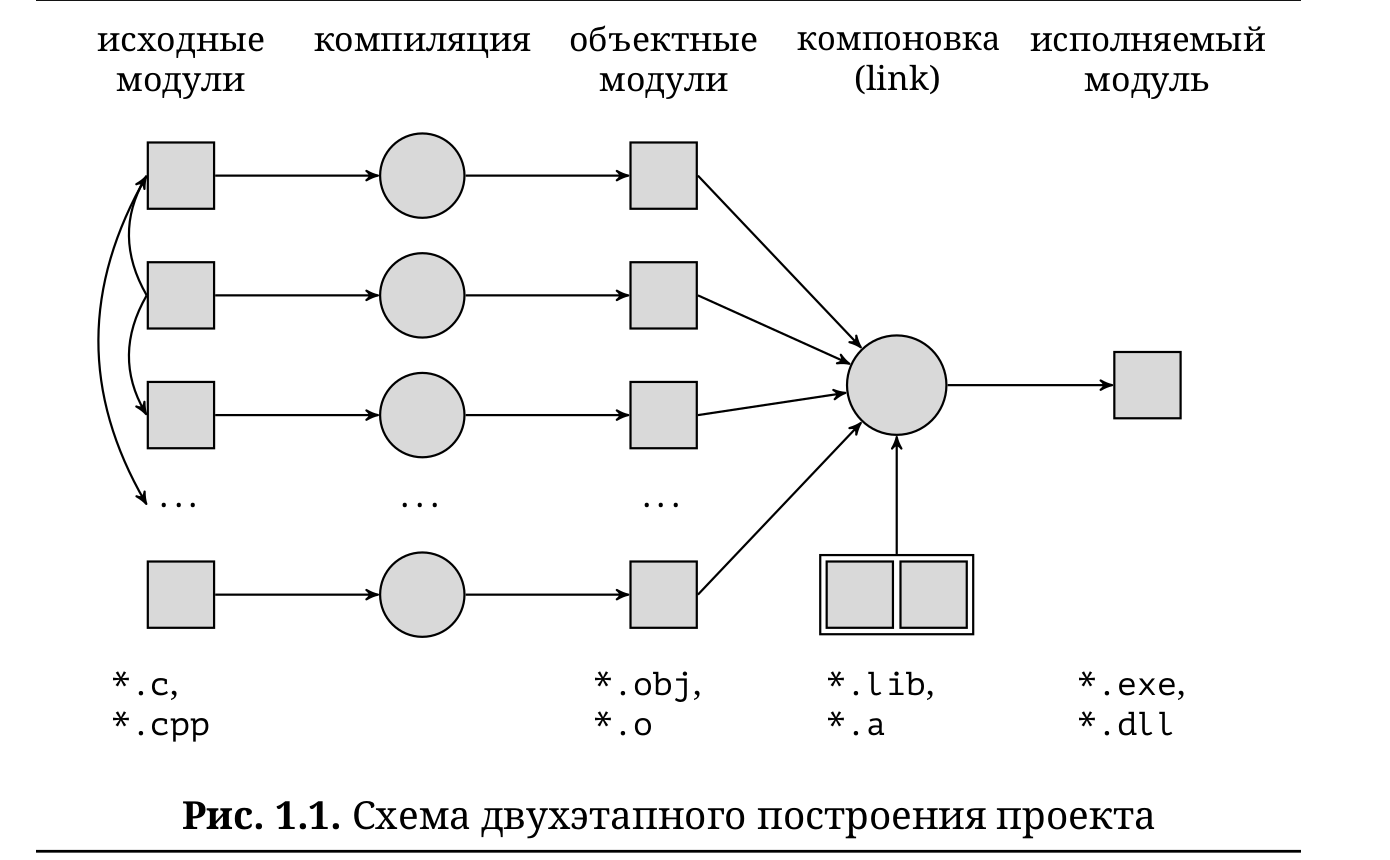 исходные
модули
компиляция
объектные
модули
компоновка
(link)
исполняемый
модуль
...
...
...
*.c,
*.cpp
*.obj,
*.o
*.lib,
*.a
*.exe,
*.dll
Рис. 1.1. Схема двухэтапного построения проекта